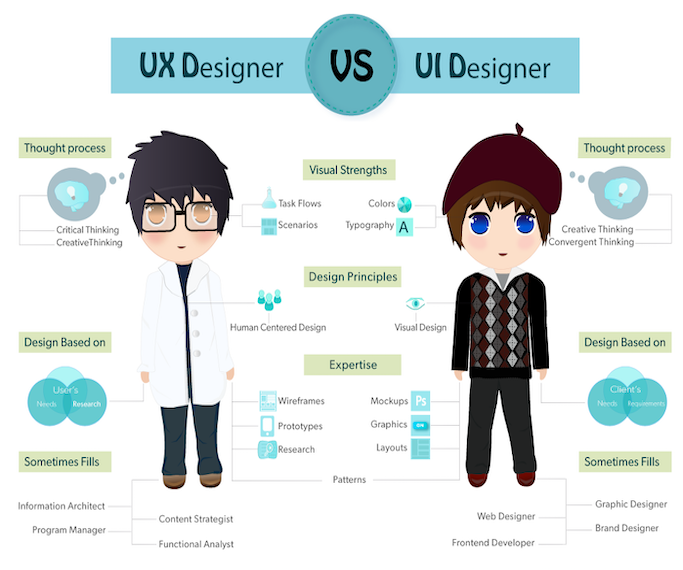 UX Designer
VS
UI Designer
Thought process
Critical Thinking
CreativeThinking
Visual Strengths
Task Flows
Scenarios
Colors
Typography
A
Thought process
Creative Thinking
Convergent Thinking
Design Principles
Human Centered Design
Visual Design
Design Based on
User's
Needs
Research
Expertise
Wireframes
Prototypes
Research
Mockups
Ps
Graphics
Layouts
Patterns
Design Based on
Client's
Needs
Requirements
Sometimes Fills
Information Architect
Program Manager
Content Strategist
Functional Analyst
Sometimes Fills
Graphic Designer
Web Designer
Brand Designer
Frontend Developer